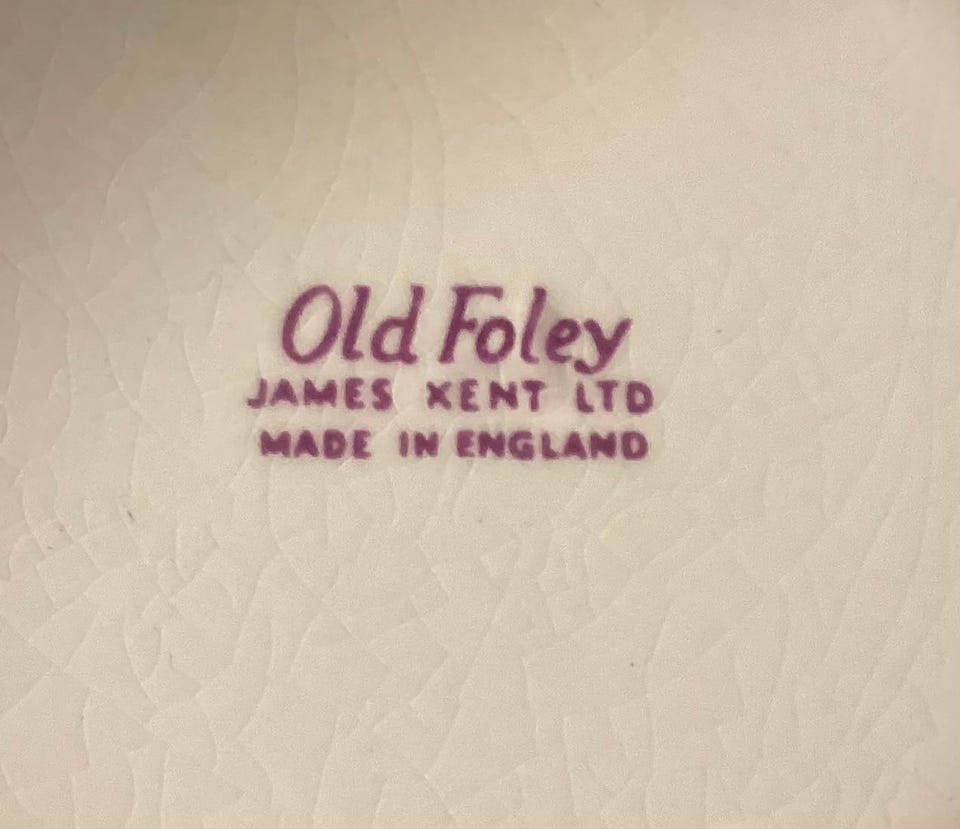 Old Foley
JAMES KENT LTD
MADE IN ENGLAND